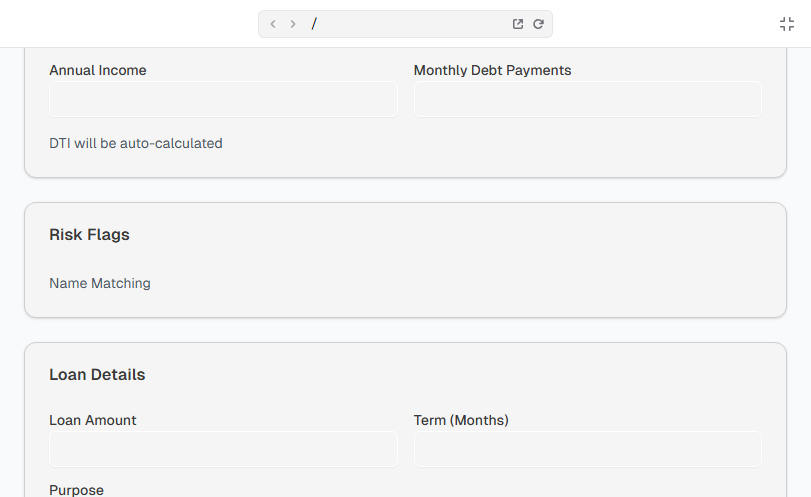 /
Annual Income Monthly Debt Payments
DTI will be auto-calculated
Risk Flags
Name Matching
Loan Details
Loan Amount Term (Months)
Purpose